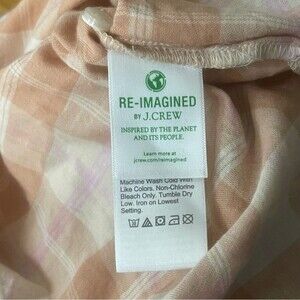 RE-IMAGINED
BY J.CREW
INSPIRED BY THE PLANET
AND ITS PEOPLE.
Learn more at
jcrew.com/reimagined
Machine Wash Cold With
Like Colors, Non-Chlorine
Bleach Only. Tumble Dry
Low. Iron on Lowest
Setting.